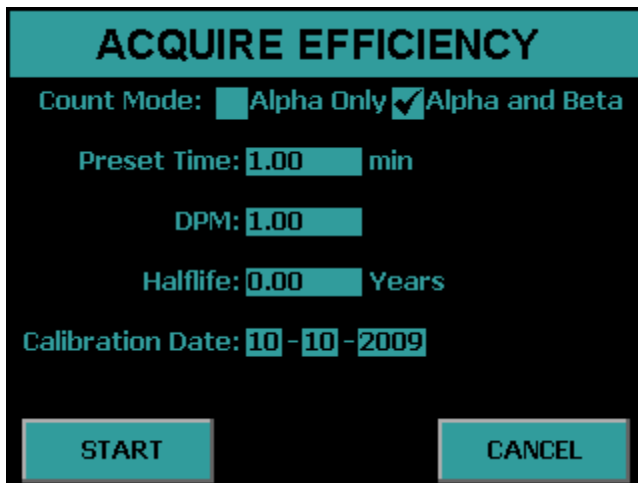 ACQUIRE EFFICIENCY
Count Mode: Alpha Only Alpha and Beta
Preset Time: 1.00 min
DPM: 1.00
Halflife: 0.00 Years
Calibration Date: 10 - 10 - 2009
START CANCEL